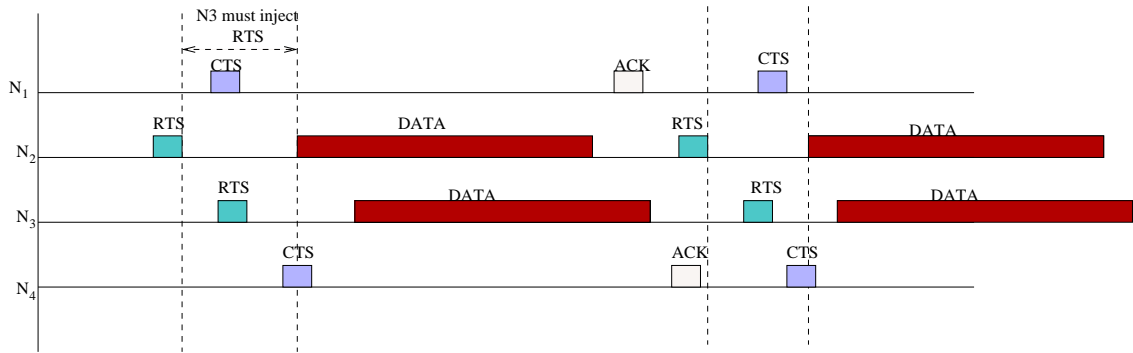 N3 must inject
RTS
CTS ACK CTS
N1
RTS DATA RTS DATA
N2
RTS DATA RTS DATA
N3
CTS ACK CTS
N4